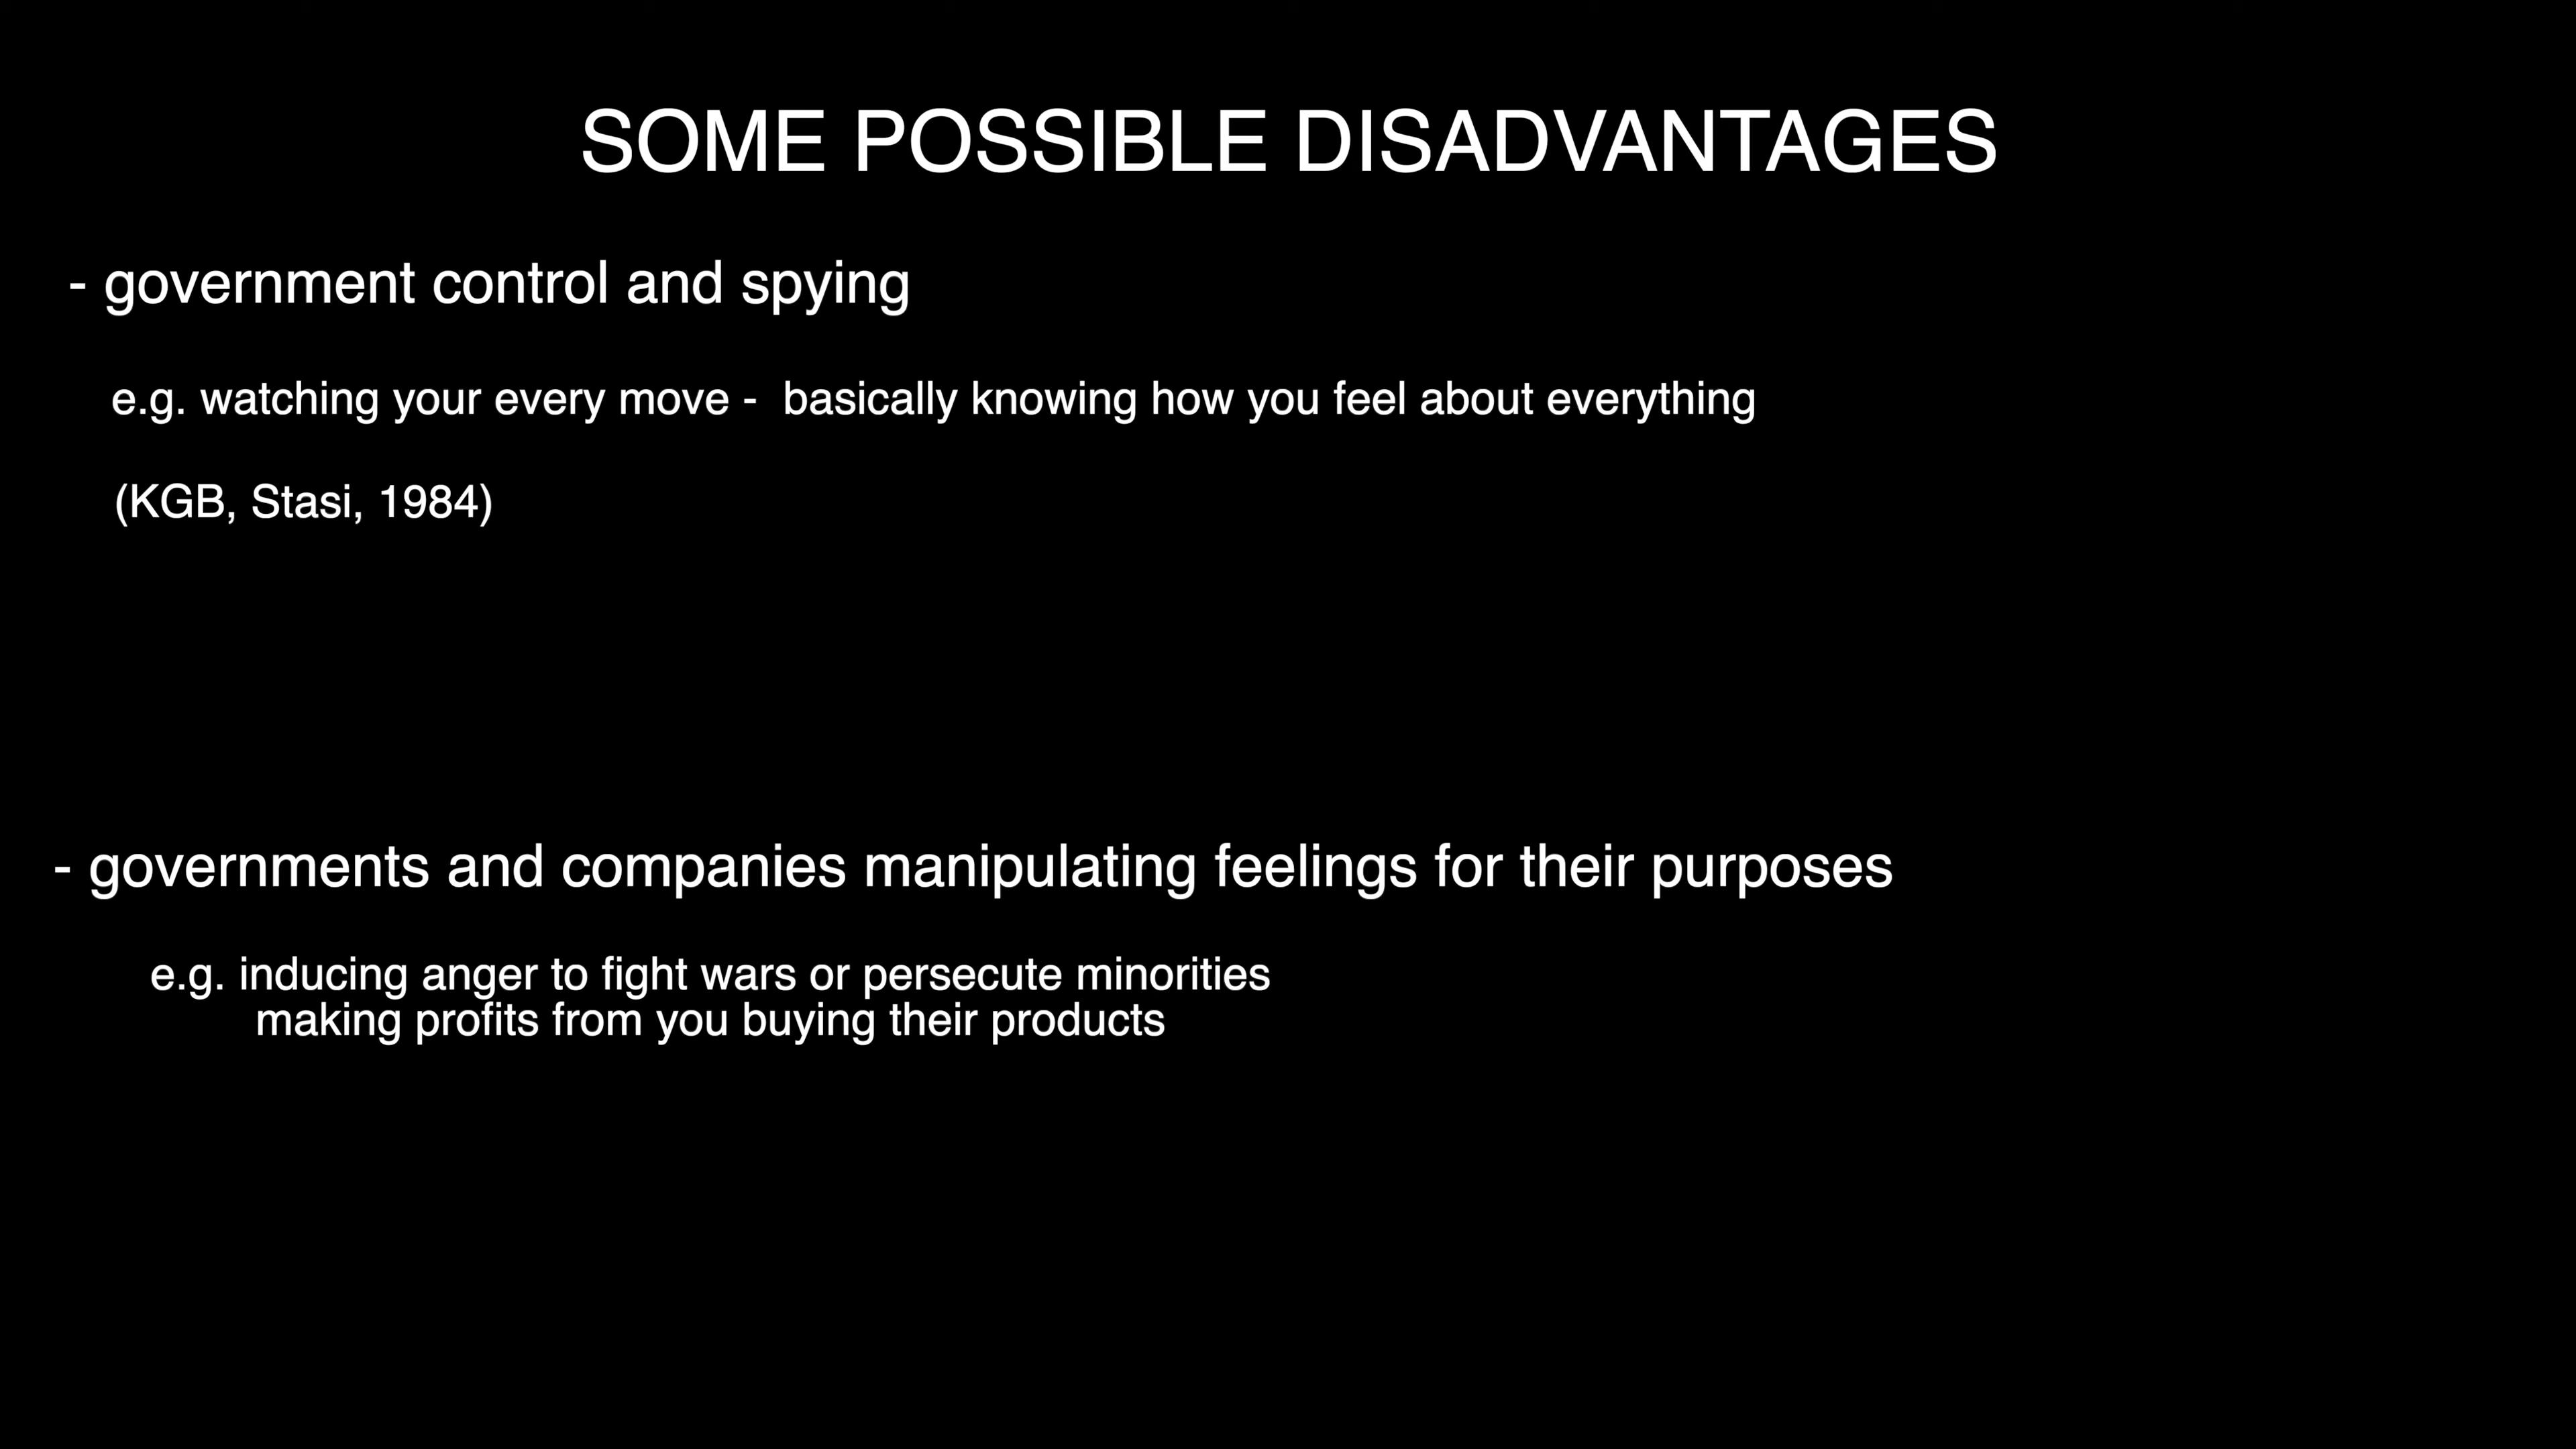 SOME POSSIBLE DISADVANTAGES
- government control and spying
e.g. watching your every move -  basically knowing how you feel about everything
(KGB, Stasi, 1984)
- governments and companies manipulating feelings for their purposes
e.g. inducing anger to fight wars or persecute minorities
making profits from you buying their products